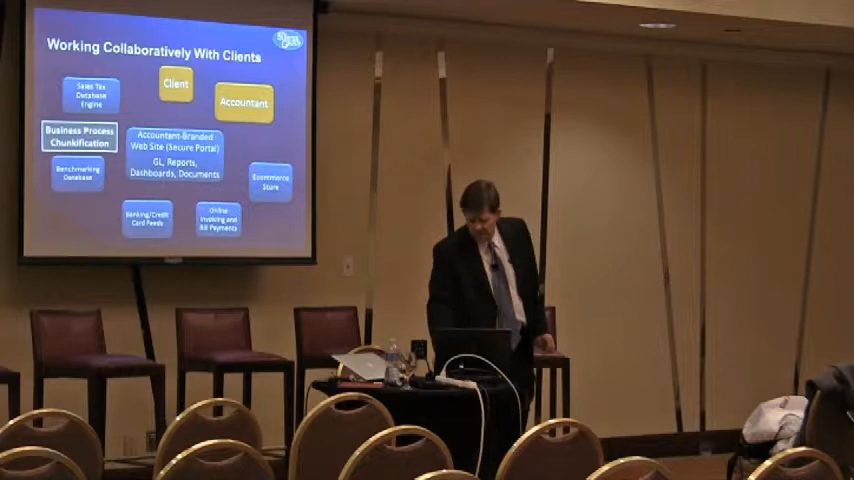 Working Collaboratively With Clients
Client
Accountant
Sales Tax
Database
Engine
Business Process
Chunkification
Accountant-Branded
Web Site (Secure Portal)
GL, Reports,
Dashboards, Documents
Benchmarking
Database
Ecommerce
Store
Banking/Credit
Card Feeds
Online
Invoicing and
Bill Payments